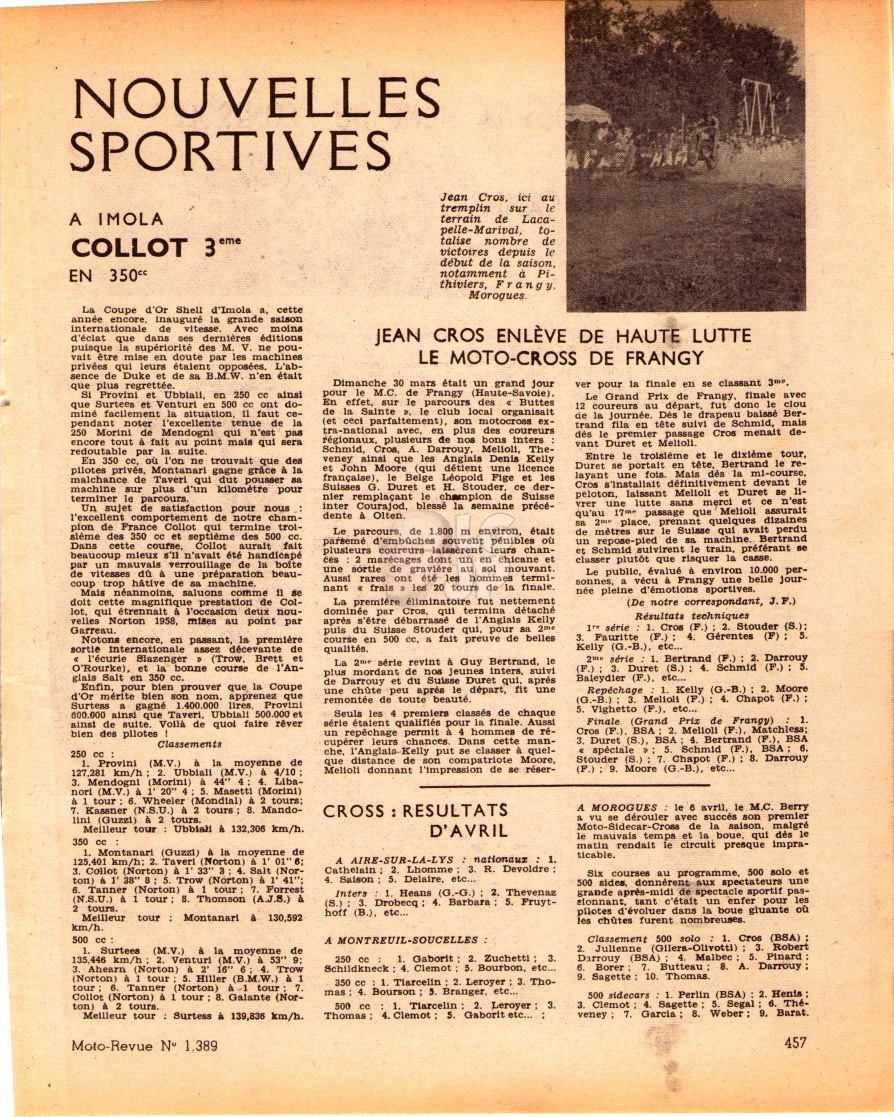 NOUVELLES
SPORTIVES
A IMOLA
COLLOT 3eme
EN 350cc
Jean Cros, ici au
tremplin sur le
terrain de Laca-
pelle-Marival, to-
talise nombre de
victoires depuis le
début de la saison,
notamment à Pi-
thiviers, Frangy,
Morogues.
La Coupe d'Or Shell d'Imola a, cette
année encore, inauguré la grande saison
internationale de vitesse. Avec moins
d'éclat que dans ses dernières éditions
puisque la supériorité des M. V. ne pou-
vait être mise en doute par les machines
privées qui leurs étaient opposées. L'ab-
sence de Duke et de sa B.M.W. n'en était
que plus regrettée.
Si Provini et Ubbiali, en 250 cc ainsi
que Surtees et Venturi en 500 cc ont do-
miné facilement la situation, il faut ce-
pendant noter l'excellente tenue de la
250 Morini de Mendogni qui n'est pas
encore tout à fait au point mais qui sera
redoutable par la suite.
En 350 cc, où l'on ne trouvait que des
pilotes privés, Montanari gagne grâce à la
malchance de Taveri qui dut pousser sa
machine sur plus d'un kilomètre pour
terminer le parcours.
Un sujet de satisfaction pour nous :
l'excellent comportement de notre cham-
pion de France Collot qui termine troi-
sième des 350 cc et septième des 500 cc.
Dans cette course, Collot aurait fait
beaucoup mieux s'il n'avait été handicapé
par un mauvais verrouillage de la boîte
de vitesses dû à une préparation beau-
coup trop hâtive de sa machine.
Mais néanmoins, saluons comme il se
doit cette magnifique prestation de Col-
lot, qui étrennait à l'occasion deux nou-
velles Norton 1958, mises au point par
Garreau.
Notons encore, en passant, la première
sortie internationale assez décevante de
« l'écurie Slazenger » (Trow, Brett et
O'Rourke), et la bonne course de l'An-
glais Salt en 350 cc.
Enfin, pour bien prouver que la Coupe
d'Or mérite bien son nom, apprenez que
Surtess a gagné 1.400.000 lires, Provini
600.000 ainsi que Taveri, Ubbiali 500.000 et
ainsi de suite. Voilà de quoi faire rêver
bien des pilotes !
Classements
250 cc :
1. Provini (M.V.) à la moyenne de
127,281 km/h ; 2. Ubbiali (M.V.) à 4/10 ;
3. Mendogni (Morini) à 44" 4 ; 4. Liba-
nori (M.V.) à 1' 20" 4 ; 5. Masetti (Morini)
à 1 tour ; 6. Wheeler (Mondial) à 2 tours;
7. Kassner (N.S.U.) à 2 tours ; 8. Mando-
lini (Guzzi) à 2 tours.
Meilleur tour : Ubbiali à 132,306 km/h.
350 cc :
1. Montanari (Guzzi) à la moyenne de
125,401 km/h; 2. Taveri (Norton) à 1' 01" 6;
3. Collot (Norton) à 1' 33" 3 ; 4. Salt (Nor-
ton) à 1' 38" 8 ; 5. Trow (Norton) à 1' 41";
6. Tanner (Norton) à 1 tour ; 7. Forrest
(N.S.U.) à 1 tour ; 8. Thomson (A.J.S.) à
2 tours.
Meilleur tour : Montanari à 130,592
km/h.
500 cc :
1. Surtees (M.V.) à la moyenne de
135,446 km/h ; 2. Venturi (M.V.) à 53" 9;
3. Ahearn (Norton) à 2' 16" 6 ; 4. Trow
(Norton) à 1 tour ; 5. Hiller (B.M.W.) à 1
tour ; 6. Tanner (Norton) à 1 tour ; 7.
Collot (Norton) à 1 tour ; 8. Galante (Nor-
ton) à 2 tours.
Meilleur tour : Surtess à 139,836 km/h.
JEAN CROS ENLÈVE DE HAUTE LUTTE
LE MOTO-CROSS DE FRANGY
Dimanche 30 mars était un grand jour
pour le M.C. de Frangy (Haute-Savoie).
En effet, sur le parcours des « Buttes
de la Sainte », le club local organisait
(et ceci parfaitement), son motocross ex-
tra-national avec, en plus des coureurs
régionaux, plusieurs de nos bons inters :
Schmid, Cros, A. Darrouy, Melioli, The-
veney ainsi que les Anglais Denis Kelly
et John Moore (qui détient une licence
française), le Belge Léopold Fige et les
Suisses G. Duret et H. Stouder, ce der-
nier remplaçant le champion de Suisse
inter Courajod, blessé la semaine précé-
dente à Olten.
Le parcours, de 1.800 m environ, était
parsemé d'embûches souvent pénibles où
plusieurs coureurs laissèrent leurs chan-
ces : 2 marécages dont un en chicane et
une sortie de gravière au sol mouvant.
Aussi rares ont été les hommes termi-
nant « frais » les 20 tours de la finale.
La première éliminatoire fut nettement
dominée par Cros, qui termina détaché
après s'être débarrassé de l'Anglais Kelly
puis du Suisse Stouder qui, pour sa 2me
course en 500 cc, a fait preuve de belles
qualités.
La 2me série revint à Guy Bertrand, le
plus mordant de nos jeunes inters, suivi
de Darrouy et du Suisse Duret qui, après
une chute peu après le départ, fit une
remontée de toute beauté.
Seuls les 4 premiers classés de chaque
série étaient qualifiés pour la finale. Aussi
un repêchage permit à 4 hommes de ré-
cupérer leurs chances. Dans cette man-
che, l'Anglais Kelly put se classer à quel-
que distance de son compatriote Moore,
Melioli donnant l'impression de se réser-
ver pour la finale en se classant 3me.
Le Grand Prix de Frangy, finale avec
12 coureurs au départ, fut donc le clou
de la journée. Dès le drapeau baissé Ber-
trand fila en tête suivi de Schmid, mais
dès le premier passage Cros menait de-
vant Duret et Melioli.
Entre le troisième et le dixième tour,
Duret se portait en tête, Bertrand le re-
layant une fois. Mais dès la mi-course,
Cros s'installait définitivement devant le
peloton, laissant Melioli et Duret se li-
vrer une lutte sans merci et ce n'est
qu'au 17me passage que Melioli assurait
sa 2me place, prenant quelques dizaines
de mètres sur le Suisse qui avait perdu
un repose-pied de sa machine. Bertrand
et Schmid suivirent le train, préférant se
classer plutôt que risquer la casse.
Le public, évalué à environ 10.000 per-
sonnes, a vécu à Frangy une belle jour-
née pleine d'émotions sportives.
(De notre correspondant, J. F.)
Résultats techniques
1re série : 1. Cros (F.) ; 2. Stouder (S.);
3. Fauritte (F.) ; 4. Gérentes (F) ; 5.
Kelly (G.-B.), etc...
2me série : 1. Bertrand (F.) ; 2. Darrouy
(F.) ; 3. Duret (S.) ; 4. Schmid (F.) ; 5.
Baleydier (F.), etc...
Repêchage : 1. Kelly (G.-B.) ; 2. Moore
(G.-B.) ; 3. Melioli (F.) ; 4. Chapot (F.) ;
5. Vighetto (F.), etc...
Finale (Grand Prix de Frangy) : 1.
Cros (F.), BSA ; 2. Melioli (F.), Matchless;
3. Duret (S.), BSA ; 4. Bertrand (F.), BSA
« spéciale » ; 5. Schmid (F.), BSA ; 6.
Stouder (S.) ; 7. Chapot (F.) ; 8. Darrouy
(F.) ; 9. Moore (G.-B.), etc...
CROSS : RESULTATS
D'AVRIL
A AIRE-SUR-LA-LYS : nationaux : 1.
Cathelain ; 2. Lhomme ; 3. R. Devoldre ;
4. Saison ; 5. Delaire, etc...
Inters : 1. Heans (G.-G.) ; 2. Thevenaz
(S.) ; 3. Drobecq ; 4. Barbara ; 5. Fruyt-
hoff (B.), etc...
A MONTREUIL-SOUCELLES :
250 cc : 1. Gaborit ; 2. Zuchetti ; 3.
Schildkneck ; 4. Clemot ; 5. Bourbon, etc...
350 cc : 1. Tiarcelin ; 2. Leroyer ; 3. Tho-
mas ; 4. Bourson ; 5. Branger, etc...
500 cc : 1. Tiarcelin ; 2. Leroyer ; 3.
Thomas ; 4. Clemot ; 5. Gaborit etc... ;
A MOROGUES : le 6 avril, le M.C. Berry
a vu se dérouler avec succès son premier
Moto-Sidecar-Cross de la saison, malgré
le mauvais temps et la boue, qui dès le
matin rendait le circuit presque impra-
ticable.
Six courses au programme, 500 solo et
500 sides, donnèrent aux spectateurs une
grande après-midi de spectacle sportif pas-
sionnant, tant c'était un enfer pour les
pilotes d'évoluer dans la boue gluante où
les chûtes furent nombreuses.
Classement 500 solo : 1. Cros (BSA) ;
2. Julienne (Gilera-Olivotti) ; 3. Robert
Darrouy (BSA) ; 4. Malbec ; 5. Pinard ;
6. Borer ; 7. Butteau ; 8. A. Darrouy ;
9. Sagette ; 10. Thomas.
500 sidecars : 1. Perlin (BSA) ; 2. Henis ;
3. Clemot ; 4. Sagette ; 5. Segal ; 6. Thé-
veney ; 7. Garcia ; 8. Weber ; 9. Barat.
Moto-Revue N° 1.389
457